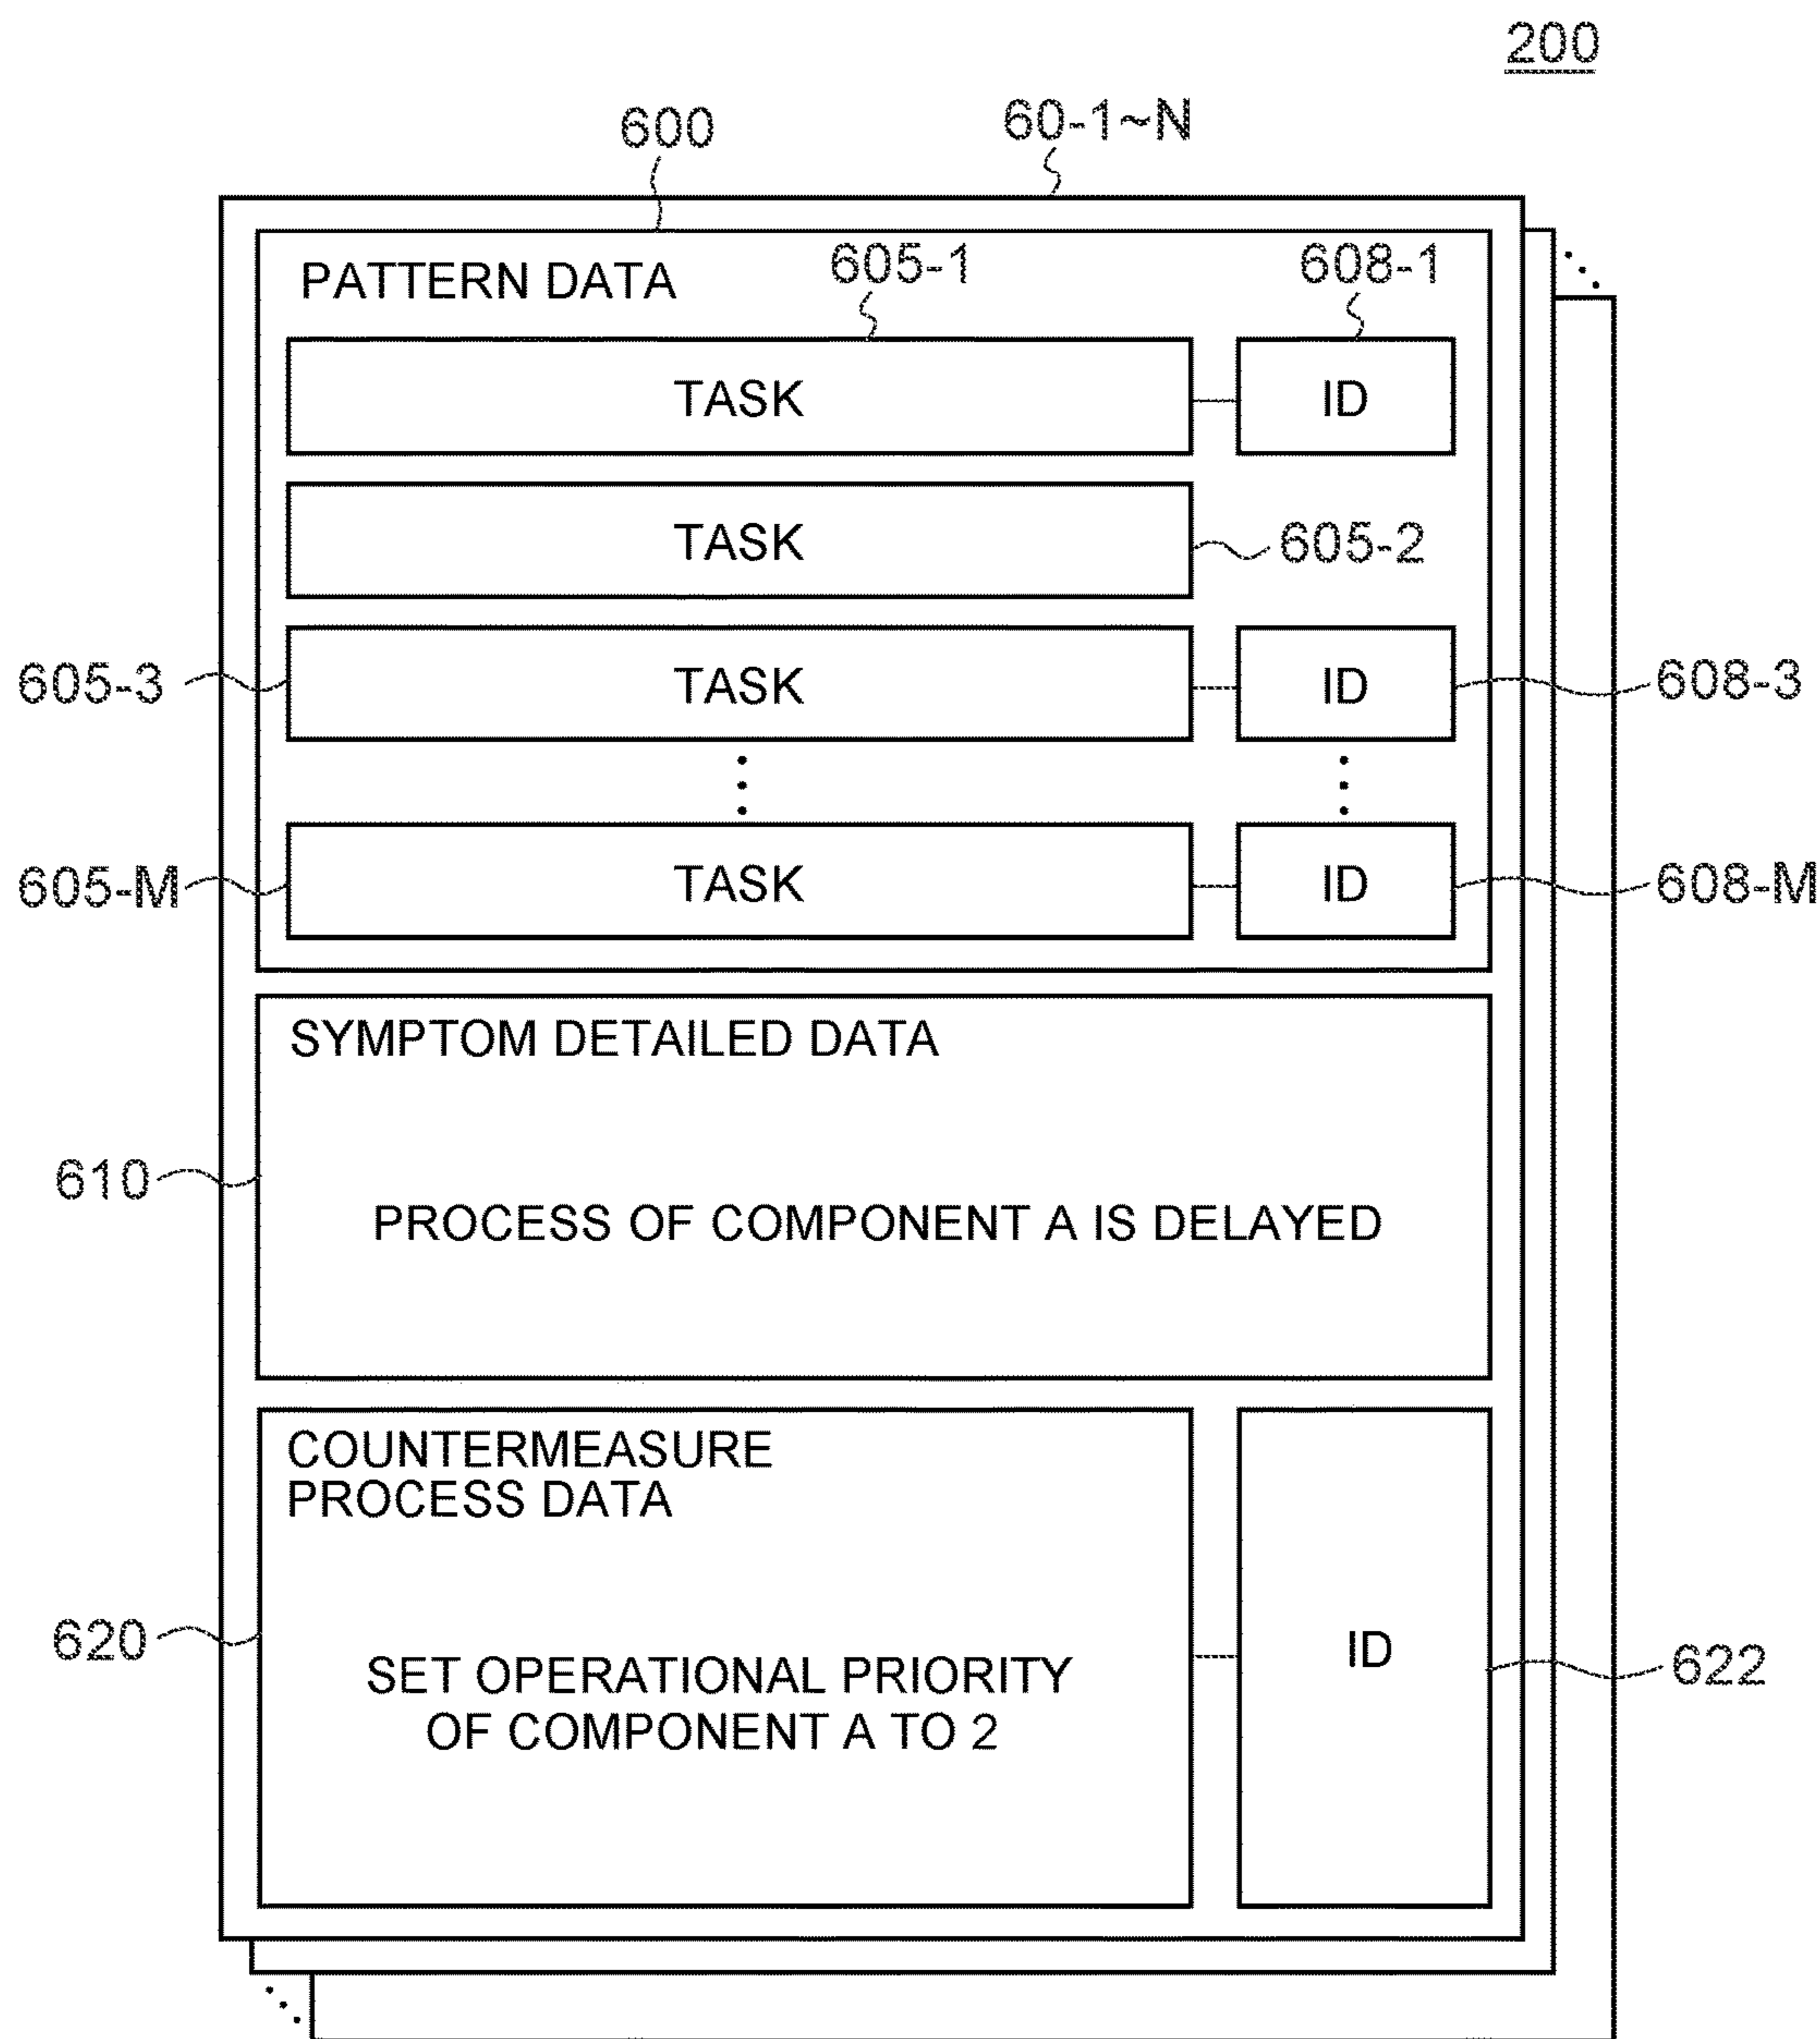 200
600
60-1~N
PATTERN DATA
605-1
608-1
TASK
ID
TASK
605-2
605-3
TASK
ID
608-3
605-M
TASK
ID
608-M
SYMPTOM DETAILED DATA
610
PROCESS OF COMPONENT A IS DELAYED
COUNTERMEASURE
PROCESS DATA
620
SET OPERATIONAL PRIORITY
OF COMPONENT A TO 2
ID
622